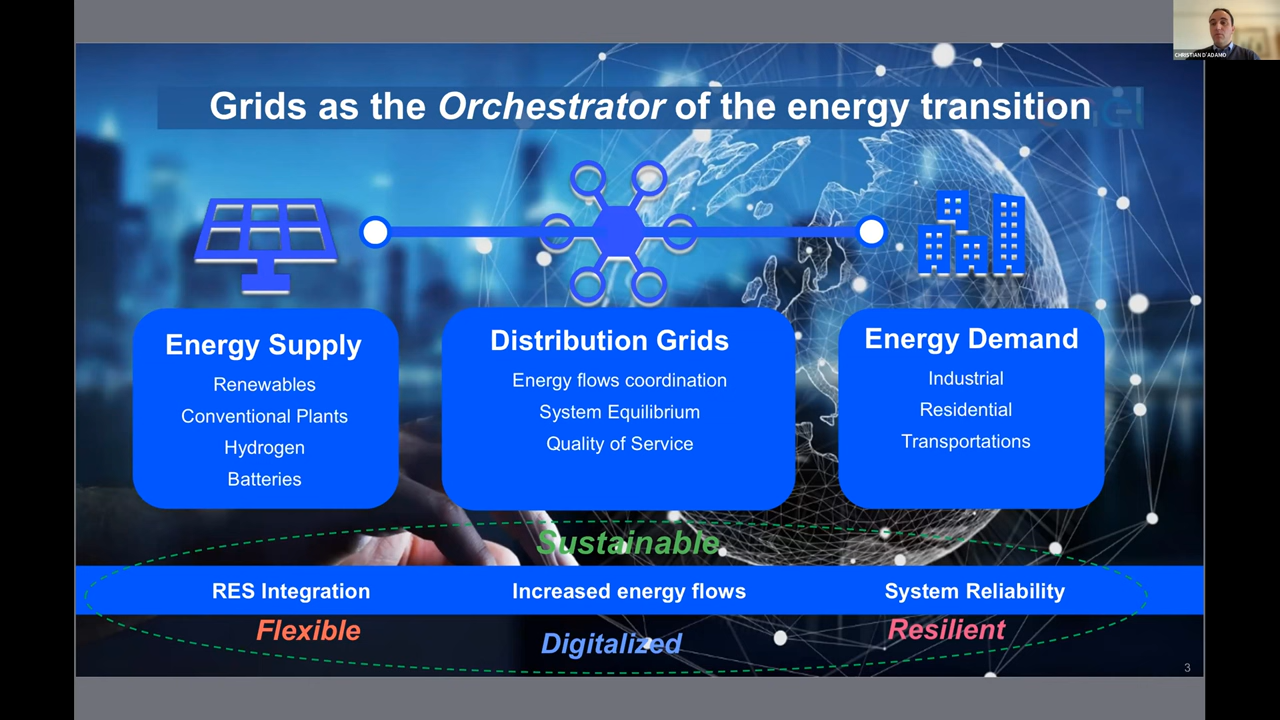 CHRISTIAN D'ADAMO
Grids as the Orchestrator of the energy transition
Energy Supply
Renewables
Conventional Plants
Hydrogen
Batteries
Distribution Grids
Energy flows coordination
System Equilibrium
Quality of Service
Energy Demand
Industrial
Residential
Transportations
Sustainable
RES Integration
Increased energy flows
System Reliability
Flexible
Digitalized
Resilient
3